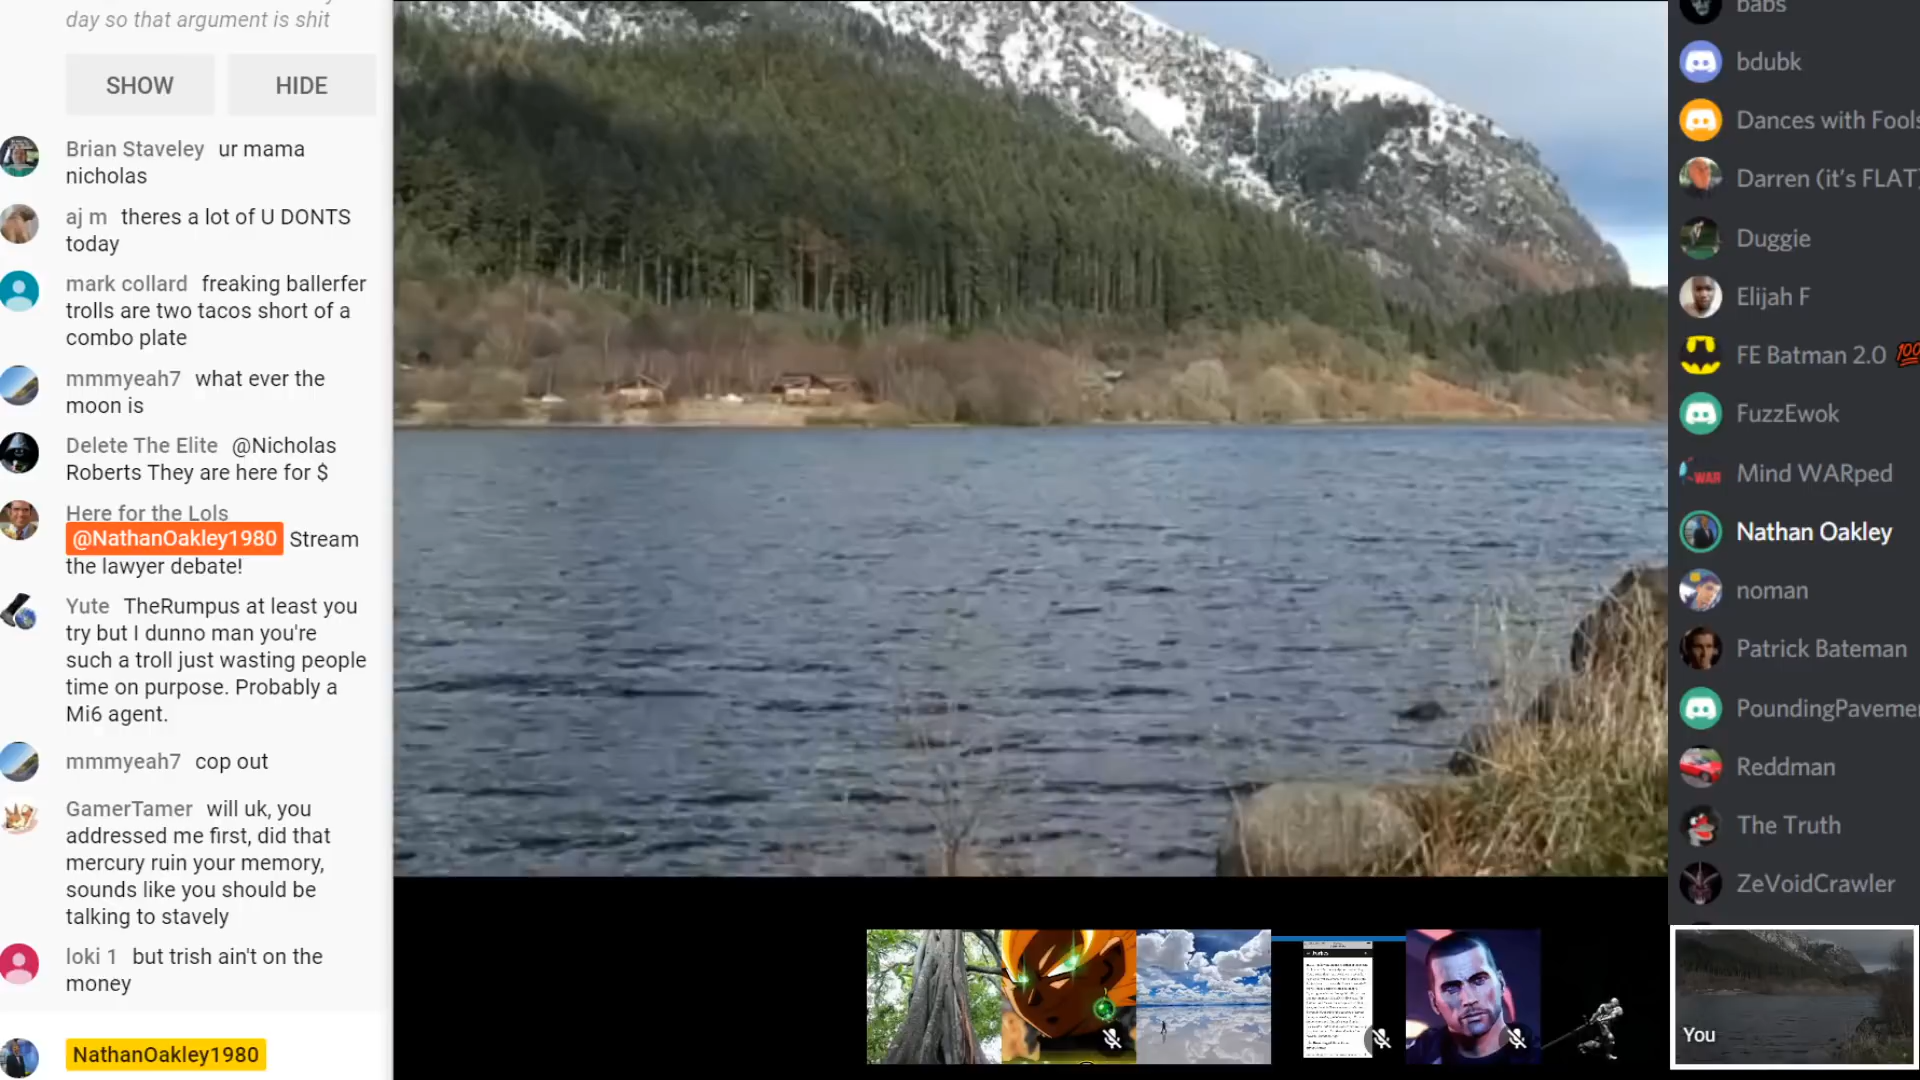 day so that argument is shit
SHOW HIDE
Brian Staveley ur mama
nicholas
aj m theres a lot of U DONTS
today
mark collard freaking ballerfer
trolls are two tacos short of a
combo plate
mmmyeah7 what ever the
moon is
Delete The Elite @Nicholas
Roberts They are here for $
Here for the Lols
@NathanOakley1980 Stream
the lawyer debate!
Yute TheRumpus at least you
try but I dunno man you're
such a troll just wasting people
time on purpose. Probably a
Mi6 agent.
mmmyeah7 cop out
GamerTamer will uk, you
addressed me first, did that
mercury ruin your memory,
sounds like you should be
talking to stavely
loki 1 but trish ain't on the
money
NathanOakley1980
babs
bdubk
Dances with Fools
Darren (it's FLAT)
Duggie
Elijah F
FE Batman 2.0 💯
FuzzEwok
WAR
Mind WARped
Nathan Oakley
noman
Patrick Bateman
PoundingPavemen
Reddman
The Truth
ZeVoidCrawler
You